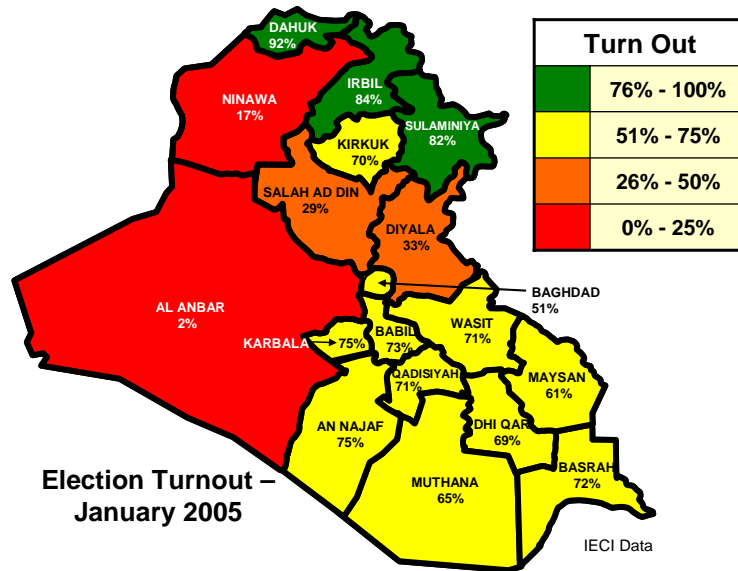 DAHUK
92%
NINAWA
17%
IRBIL
84%
SULAMINIYA
82%
KIRKUK
70%
SALAH AD DIN
29%
DIYALA
33%
AL ANBAR
2%
BAGHDAD
51%
KARBALA
75%
BABIL
73%
WASIT
71%
QADISIYAH
71%
MAYSAN
61%
AN NAJAF
75%
DHI QAR
69%
MUTHANA
65%
BASRAH
72%
Turn Out
76% - 100%
51% - 75%
26% - 50%
0% - 25%
Election Turnout –
January 2005
IECI Data